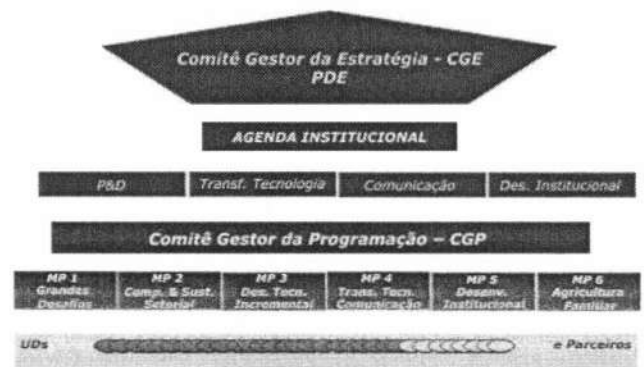 Comitê Gestor da Estratégia - CGE
PDE
AGENDA INSTITUCIONAL
P&D Transf. Tecnologia Comunicação Des. Institucional
Comitê Gestor da Programação – CGP
MP 1 MP 2 MP 3 MP 4 MP 5 MP 6
Grandes Comp. & Sust. Des. Tecn. Trans. Tecn. Desenv. Agricultura
Desafios Setorial Incremental Comunicação Institucional Familiar
UDs e Parceiros